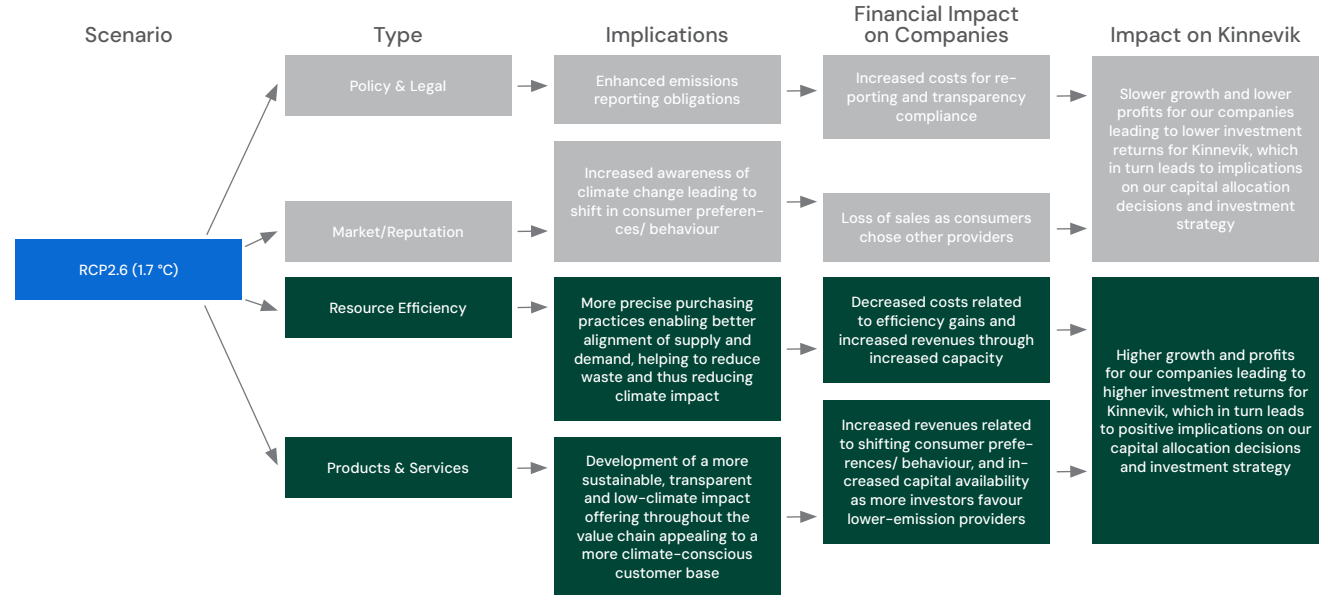 Scenario
Type
Implications
Financial Impact
on Companies
Impact on Kinnevik
RCP2.6 (1.7 °C)
Policy & Legal
Enhanced emissions
reporting obligations
Increased costs for re-
porting and transparency
compliance
Market/Reputation
Increased awareness of
climate change leading to
shift in consumer preferen-
ces/ behaviour
Loss of sales as consumers
chose other providers
Slower growth and lower
profits for our companies
leading to lower investment
returns for Kinnevik, which
in turn leads to implications
on our capital allocation
decisions and investment
strategy
Resource Efficiency
More precise purchasing
practices enabling better
alignment of supply and
demand, helping to reduce
waste and thus reducing
climate impact
Decreased costs related
to efficiency gains and
increased revenues through
increased capacity
Products & Services
Development of a more
sustainable, transparent
and low-climate impact
offering throughout the
value chain appealing to a
more climate-conscious
customer base
Increased revenues related
to shifting consumer prefe-
rences/ behaviour, and in-
creased capital availability
as more investors favour
lower-emission providers
Higher growth and profits
for our companies leading to
higher investment returns for
Kinnevik, which in turn leads
to positive implications on our
capital allocation decisions
and investment strategy